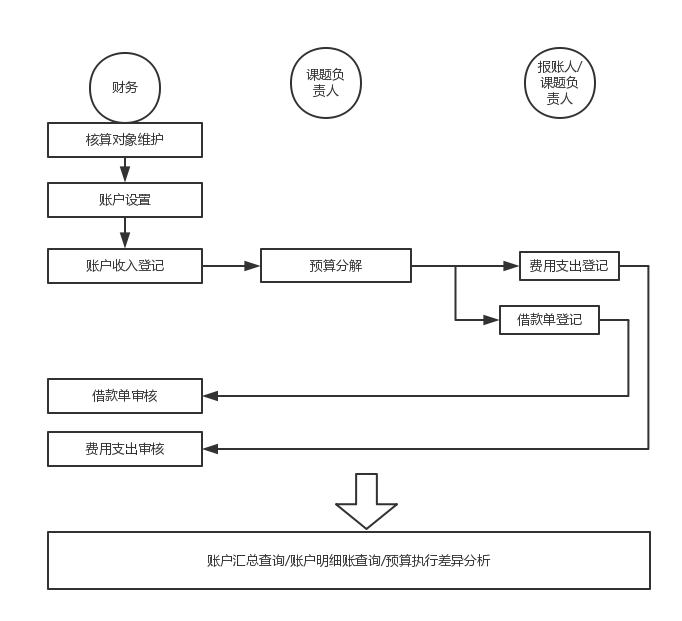 财务
课题负
责人
报账人/
课题负
责人
核算对象维护
账户设置
账户收入登记
预算分解
费用支出登记
借款单登记
借款单审核
费用支出审核
账户汇总查询/账户明细账查询/预算执行差异分析